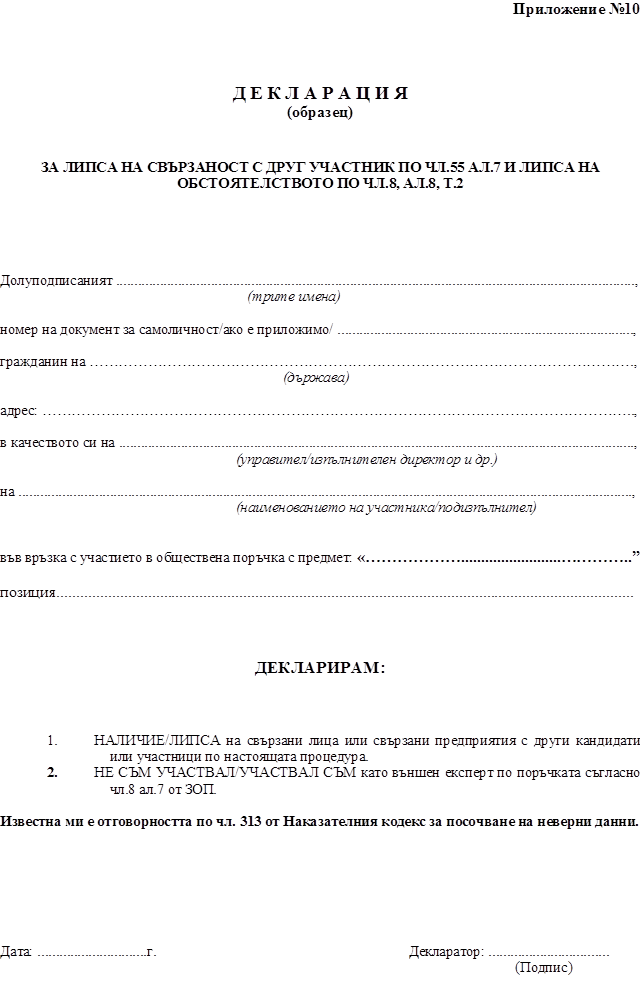 Приложение №10
Д Е К Л А Р А Ц И Я
(образец)
ЗА ЛИПСА НА СВЪРЗАНОСТ С ДРУГ УЧАСТНИК ПО ЧЛ.55 АЛ.7 И ЛИПСА НА
ОБСТОЯТЕЛСТВОТО ПО ЧЛ.8, АЛ.8, Т.2
Долуподписаният ..........................................................................................................................................,
(трите имена)
номер на документ за самоличност/ако е приложимо/ ................................................................................,
гражданин на ……………………………………………………………………………………………………,
(държава)
адрес: ……………………………………………………………………………………………………………,
в качеството си на ..........................................................................................................................................,
(управител/изпълнителен директор и др.)
на ....................................................................................................................................................................,
(наименованието на участника/подизпълнител)
във връзка с участието в обществена поръчка с предмет: «………………...........................…………..”
позиция...........................................................................................................................................................
ДЕКЛАРИРАМ:
1. НАЛИЧИЕ/ЛИПСА на свързани лица или свързани предприятия с други кандидати
или участници по настоящата процедура.
2. НЕ СЪМ УЧАСТВАЛ/УЧАСТВАЛ СЪМ като външен експерт по поръчката съгласно
чл.8 ал.7 от ЗОП.
Известна ми е отговорността по чл. 313 от Наказателния кодекс за посочване на неверни данни.
Дата: ..............................г. Декларатор: .................................
(Подпис)